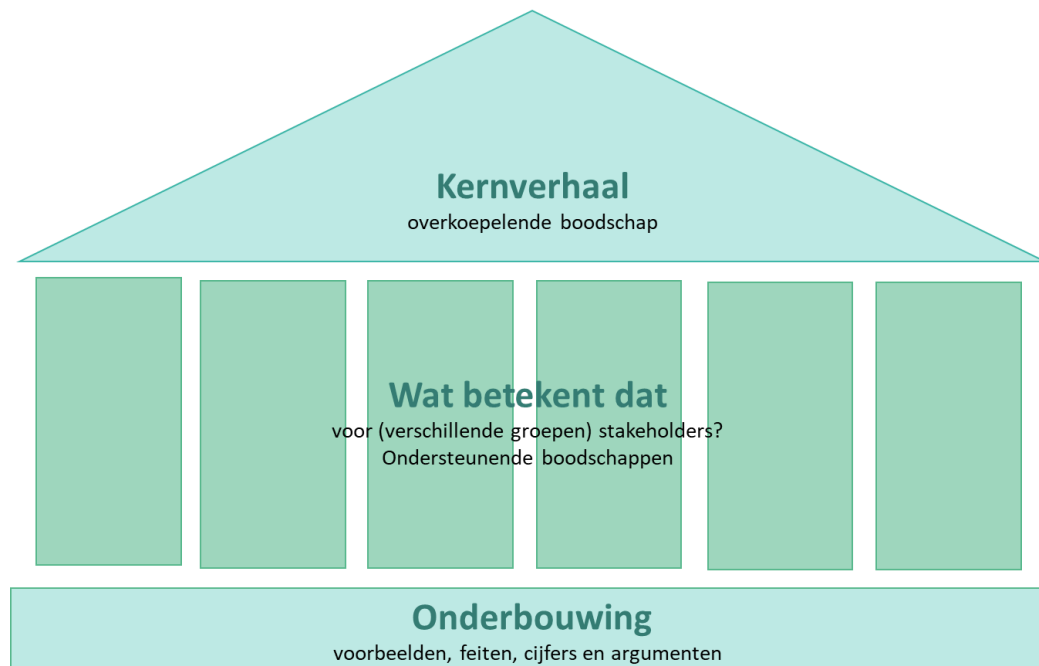 Kernverhaal
overkoepelende boodschap
Wat betekent dat
voor (verschillende groepen) stakeholders?
Ondersteunende boodschappen
Onderbouwing
voorbeelden, feiten, cijfers en argumenten